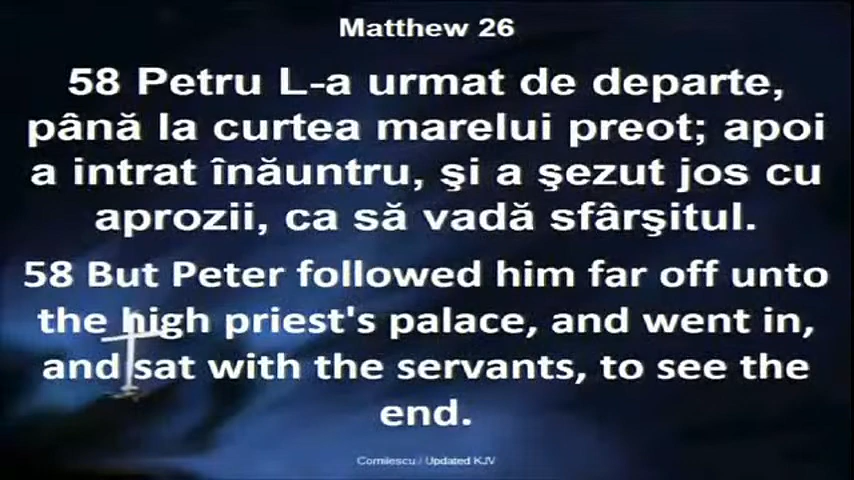 Matthew 26
58 Petru L-a urmat de departe,
până la curtea marelui preot; apoi
a intrat înăuntru, şi a şezut jos cu
aprozii, ca să vadă sfârşitul.
58 But Peter followed him far off unto
the high priest's palace, and went in,
and sat with the servants, to see the
end.
Cornilescu / Updated KJV